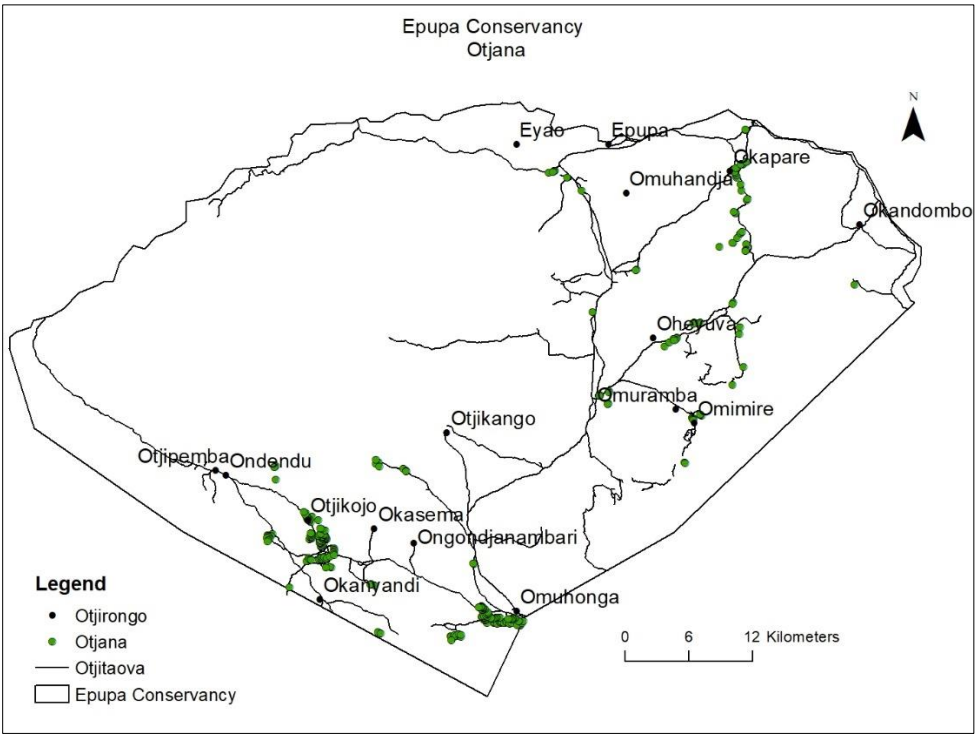 Epupa Conservancy
Otjana
N
Eyao
Epupa
Okapare
Omuhandja
Okandombo
Oheyuva
Omuramba
Omimire
Otjikango
Otjipemba
Ondendu
Otjikojo
Okasema
Ongondjanambari
Okanyandi
Omuhonga
Legend
Otjirongo
Otjana
Otjitaova
Epupa Conservancy
0 6 12 Kilometers